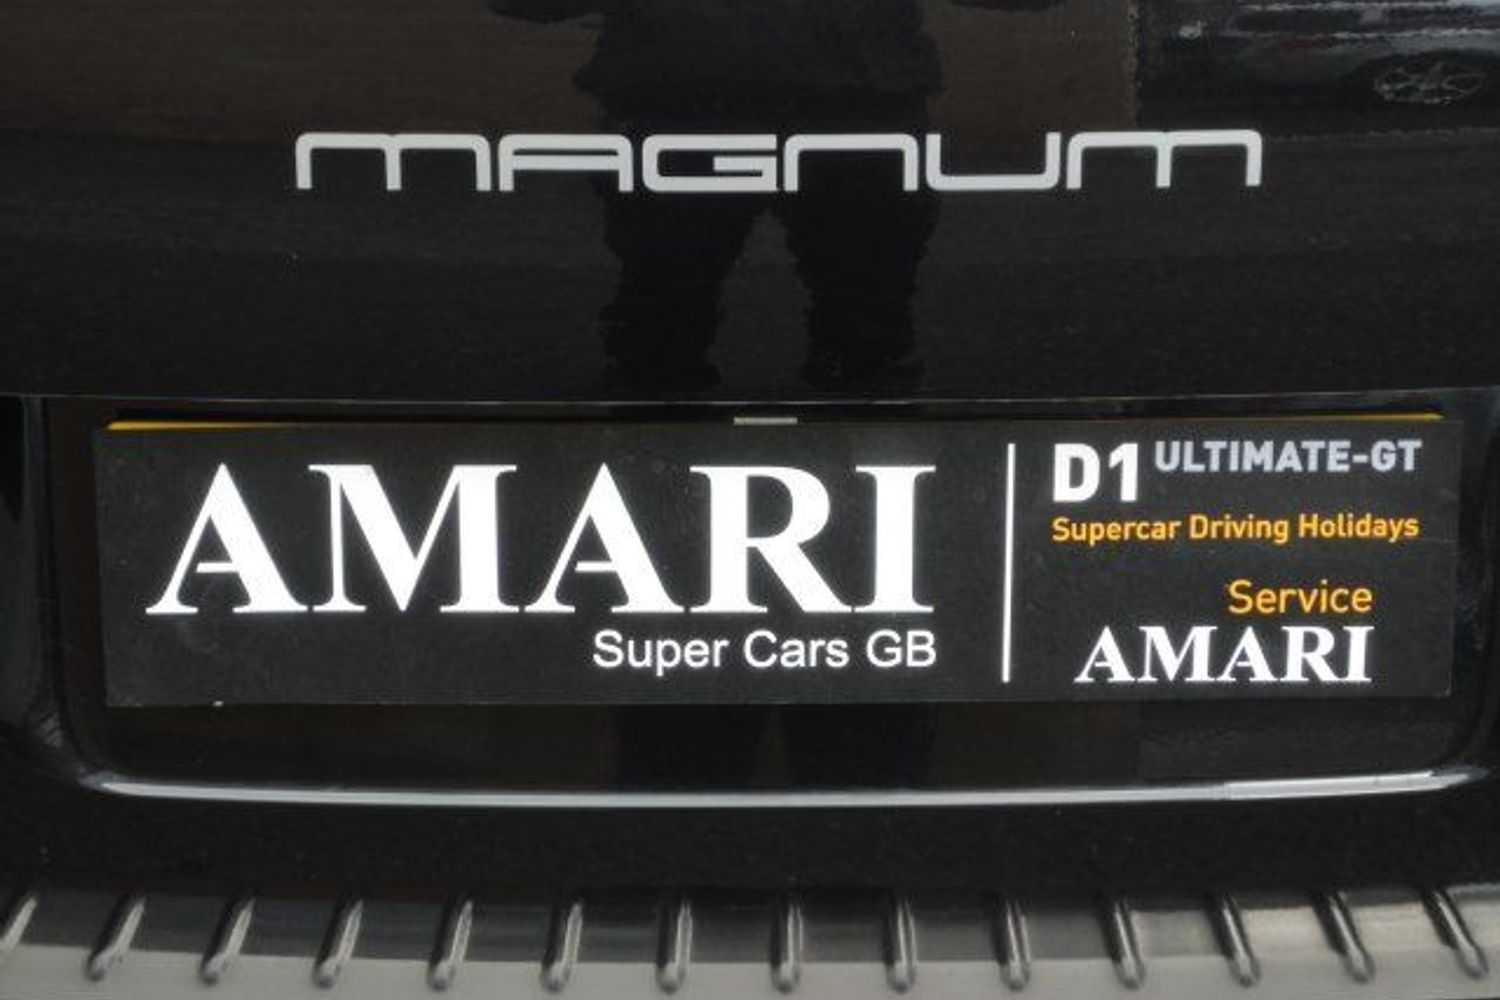 MAGNUM
AMARI
Super Cars GB
D1 ULTIMATE-GT
Supercar Driving Holidays
Service
AMARI